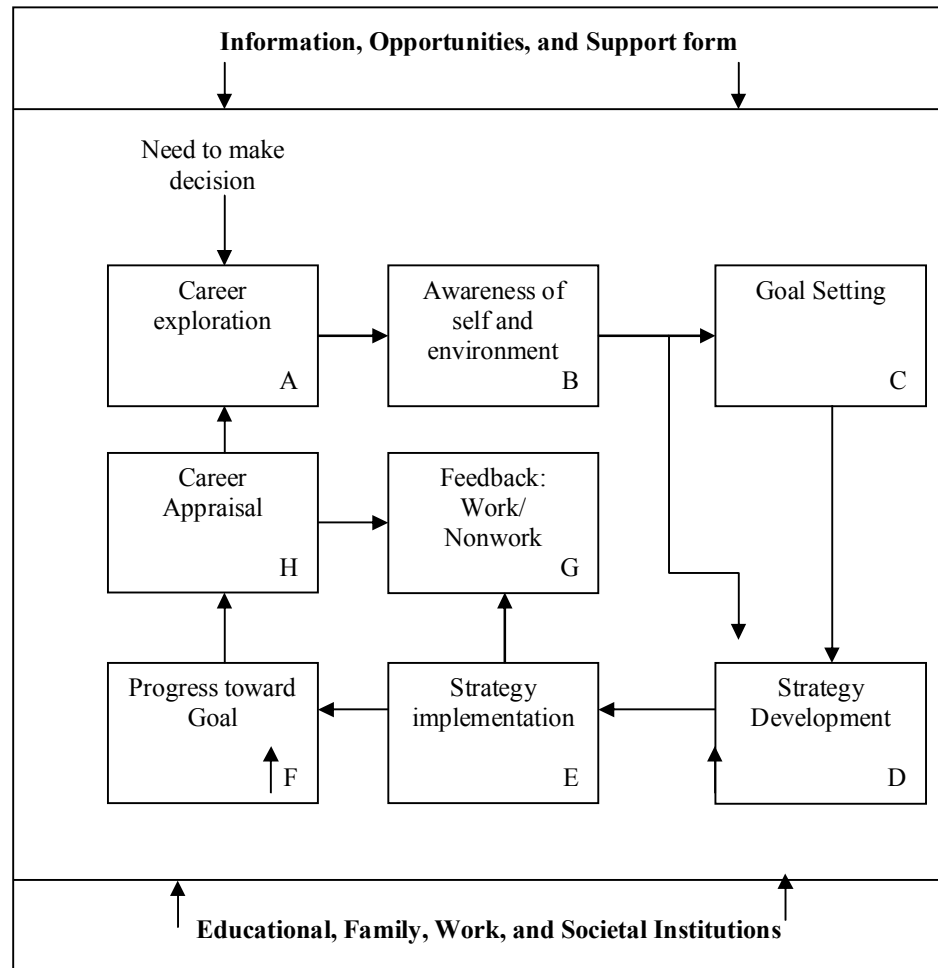 Information, Opportunities, and Support form
Need to make
decision
Career
exploration
A
Awareness of
self and
environment
B
Goal Setting
C
Career
Appraisal
H
Feedback:
Work/
Nonwork
G
Progress toward
Goal
F
Strategy
implementation
E
Strategy
Development
D
Educational, Family, Work, and Societal Institutions